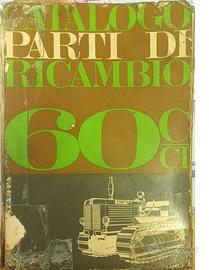 CATALOGO
PARTI DI
RICAMBIO
60 C
CI